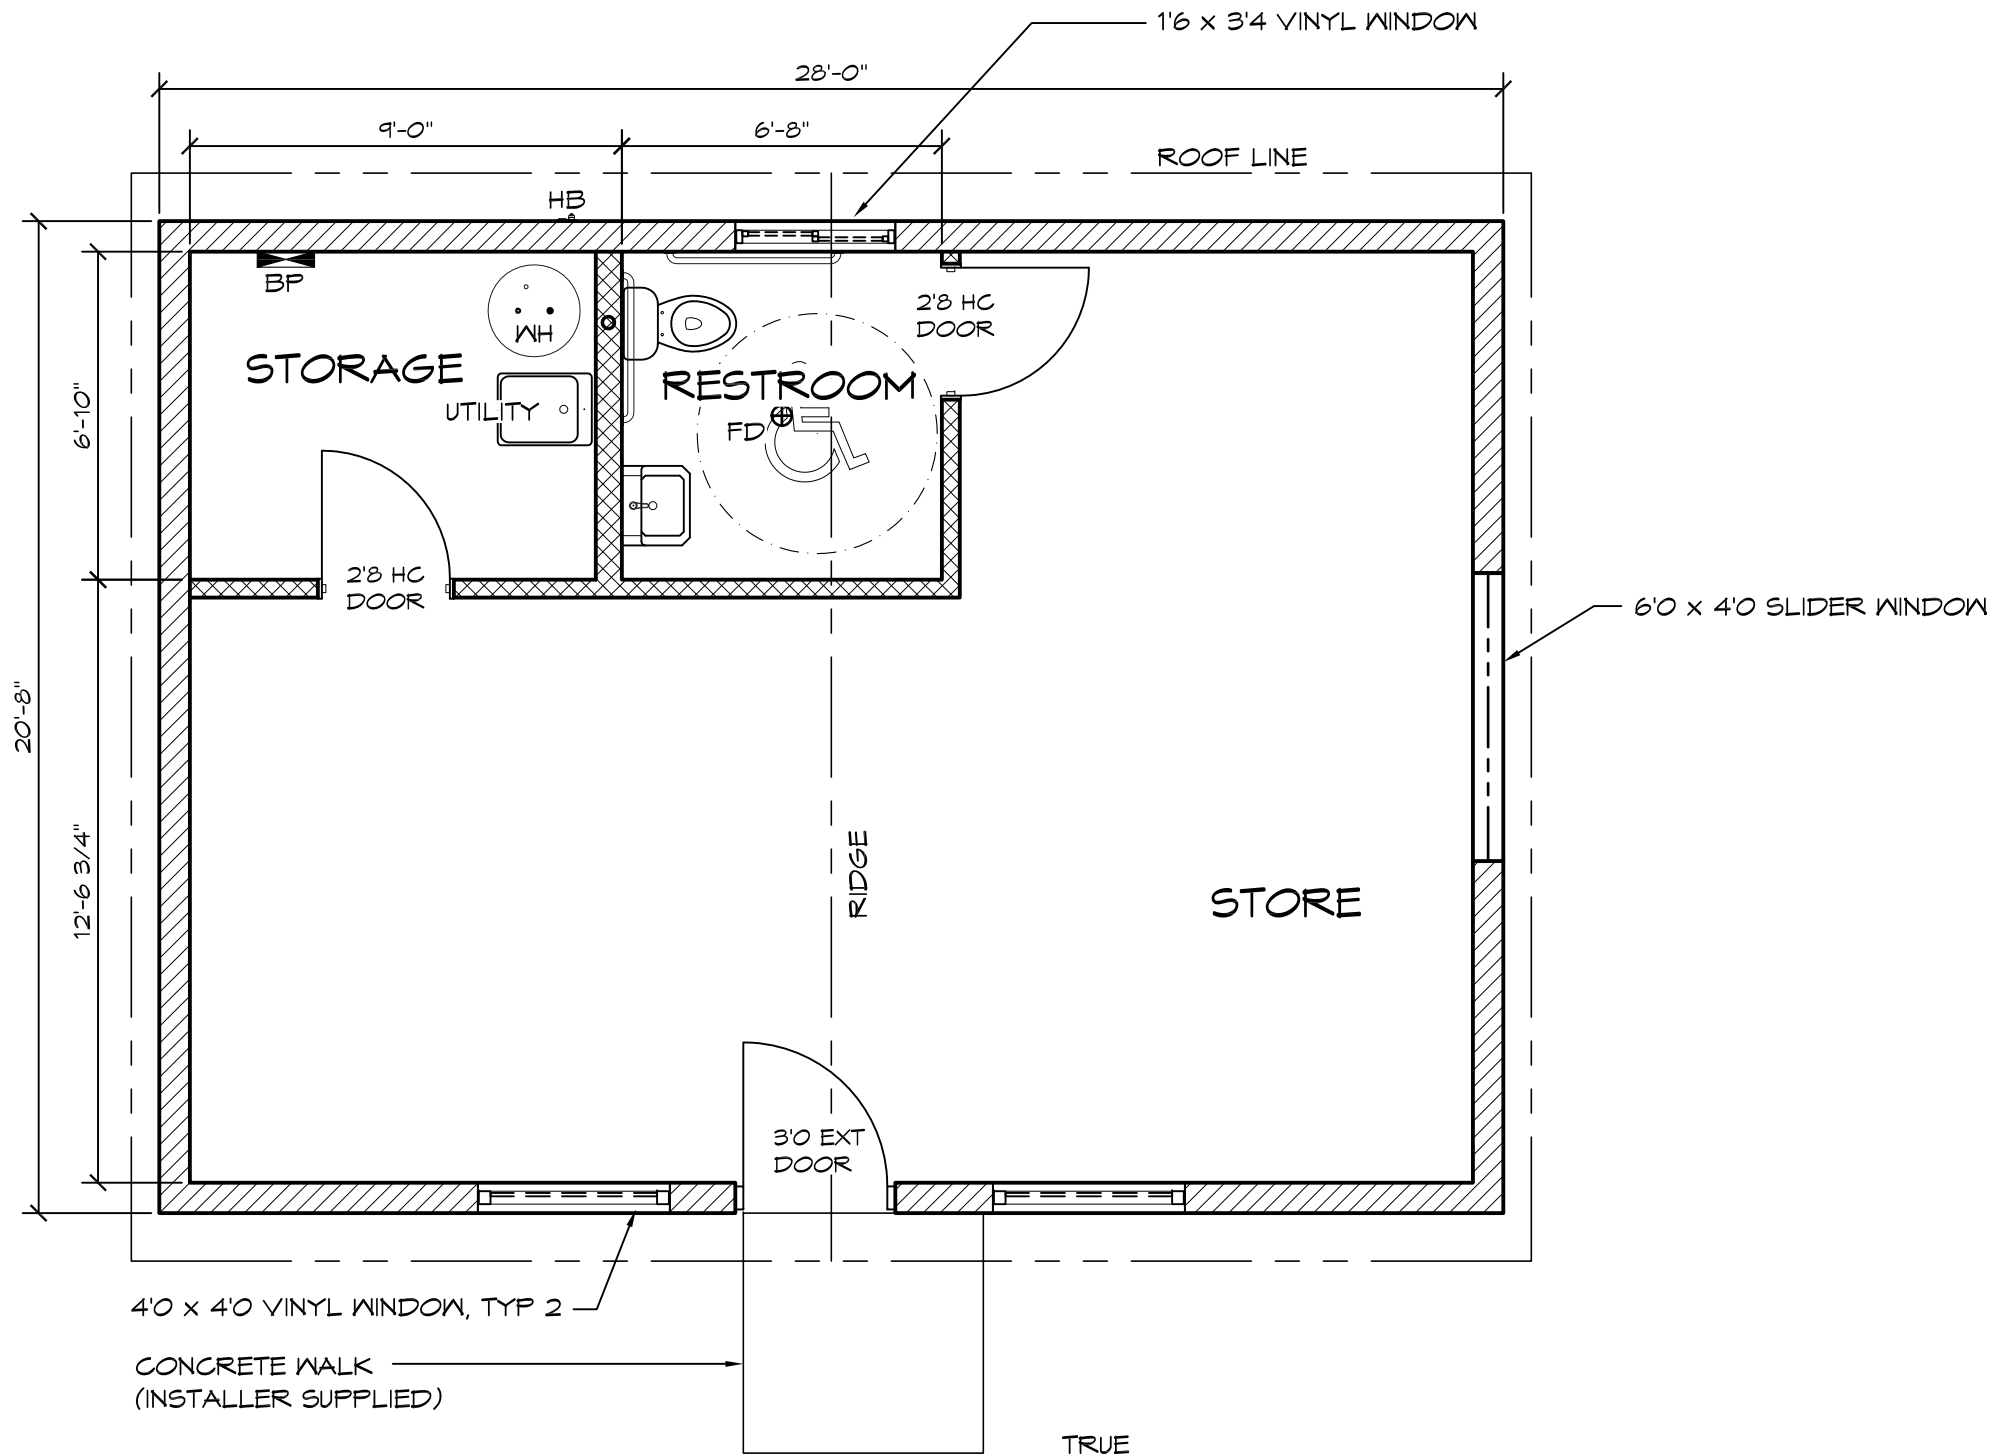 1'6 x 3'4 VINYL WINDOW
28'-0"
9'-0"
6'-8"
ROOF LINE
HB
BP
WH
2'8 HC
DOOR
STORAGE
RESTROOM
UTILITY
FD
6'-10"
2'8 HC
DOOR
6'0 x 4'0 SLIDER WINDOW
20'-8"
12'-6 3/4"
RIDGE
STORE
3'0 EXT
DOOR
4'0 x 4'0 VINYL WINDOW, TYP 2
CONCRETE WALK
(INSTALLER SUPPLIED)
TRUE